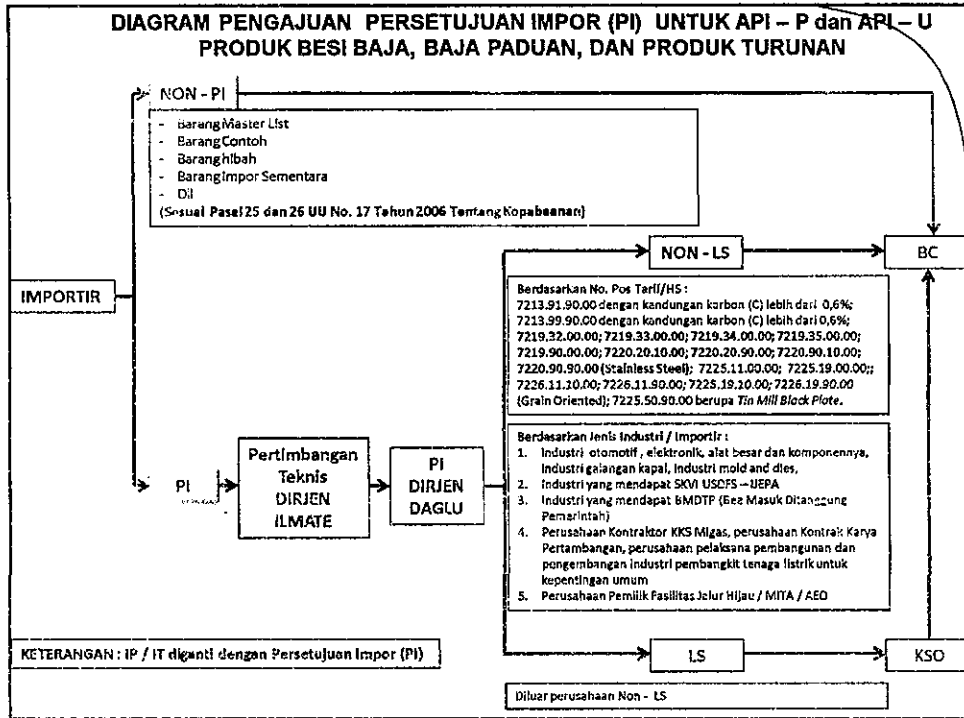 DIAGRAM PENGAJUAN PERSETUJUAN IMPOR (PI) UNTUK API – P dan API – U
PRODUK BESI BAJA, BAJA PADUAN, DAN PRODUK TURUNAN
NON - PI
- Barang Master List
- Barang Contoh
- Barang hibah
- Barang Impor Sementara
- Dll
(Sesuai Pasal 25 dan 26 UU No. 17 Tahun 2006 Tentang Kopabeanan)
NON - LS
BC
IMPORTIR
Berdasarkan No. Pos Tarif/HS :
7213.91.90.00 dengan kandungan karbon (C) lebih dari 0,6%;
7213.99.90.00 dengan kandungan karbon (C) lebih dari 0,6%;
7219.32.00.00; 7219.33.00.00; 7219.34.00.00; 7219.35.00.00;
7219.90.00.00; 7220.20.10.00; 7220.20.90.00; 7220.90.10.00;
7220.90.90.00 (Stainless Steel); 7225.11.00.00; 7225.19.00.00;;
7226.11.10.00; 7226.11.90.00; 7225.19.10.00; 7226.19.90.00
(Grain Oriented); 7225.50.90.00 berupa Tin Mill Black Plate.
Berdasarkan Jenis Industri / Importir :
1. Industri otomotif, elektronik, alat besar dan komponennya,
industri galangan kapal, industri mold and dies,
2. Industri yang mendapat SKVI USDFS – IJEPA
3. Industri yang mendapat BMDTP (Bea Masuk Ditanggung
Pemerintah)
4. Perusahaan Kontraktor KKS Migas, perusahaan Kontrak Karya
Pertambangan, perusahaan pelaksana pembangunan dan
pengembangan industri pembangkit tenaga listrik untuk
kepentingan umum
5. Perusahaan Pemilik Fasilitas Jalur Hijau / MITA / AEO
PI
Pertimbangan
Teknis
DIRJEN
ILMATE
PI
DIRJEN
DAGLU
KETERANGAN : IP / IT diganti dengan Persetujuan Impor (PI)
LS
KSO
Diluar perusahaan Non - LS